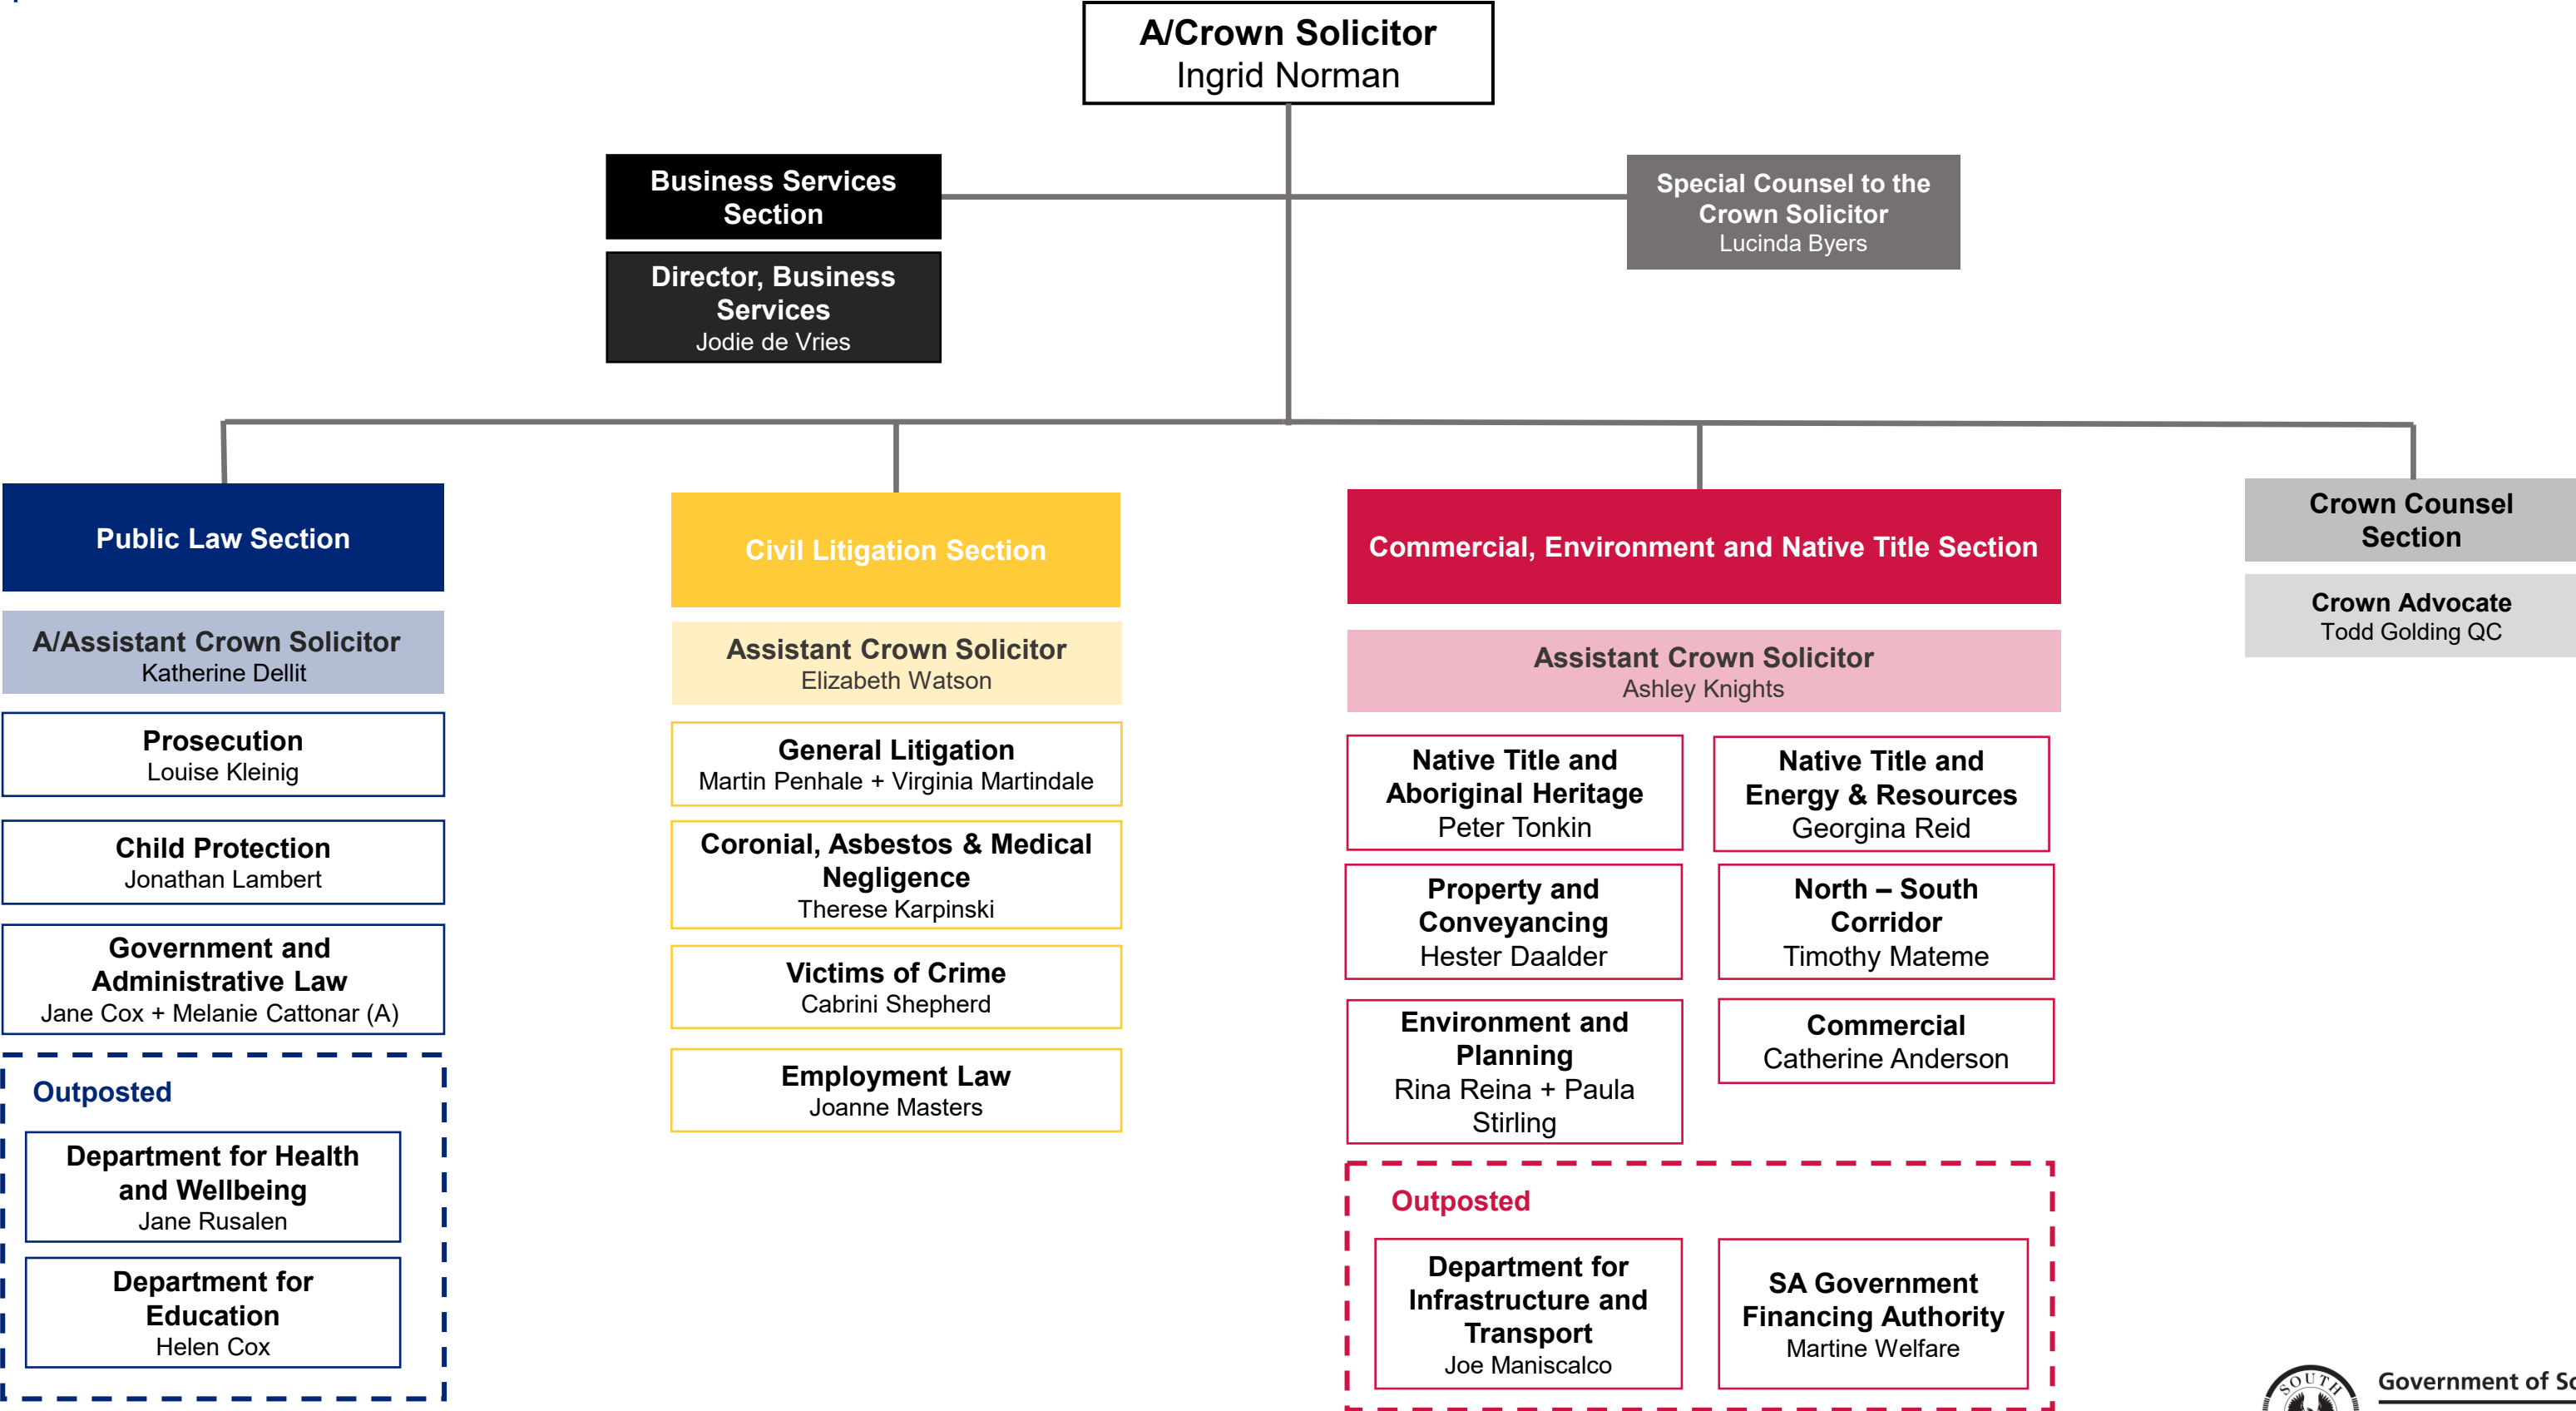 A/Crown Solicitor
Ingrid Norman
Business Services
Section
Director, Business
Services
Jodie de Vries
Special Counsel to the
Crown Solicitor
Lucinda Byers
Public Law Section
A/Assistant Crown Solicitor
Katherine Dellit
Prosecution
Louise Kleinig
Child Protection
Jonathan Lambert
Government and
Administrative Law
Jane Cox + Melanie Cattonar (A)
Outposted
Department for Health
and Wellbeing
Jane Rusalen
Department for
Education
Helen Cox
Civil Litigation Section
Assistant Crown Solicitor
Elizabeth Watson
General Litigation
Martin Penhale + Virginia Martindale
Coronial, Asbestos & Medical
Negligence
Therese Karpinski
Victims of Crime
Cabrini Shepherd
Employment Law
Joanne Masters
Commercial, Environment and Native Title Section
Assistant Crown Solicitor
Ashley Knights
Native Title and
Aboriginal Heritage
Peter Tonkin
Native Title and
Energy & Resources
Georgina Reid
Property and
Conveyancing
Hester Daalder
North – South
Corridor
Timothy Mateme
Environment and
Planning
Rina Reina + Paula
Stirling
Commercial
Catherine Anderson
Outposted
Department for
Infrastructure and
Transport
Joe Maniscalco
SA Government
Financing Authority
Martine Welfare
Crown Counsel
Section
Crown Advocate
Todd Golding QC
SOUTH
Government of